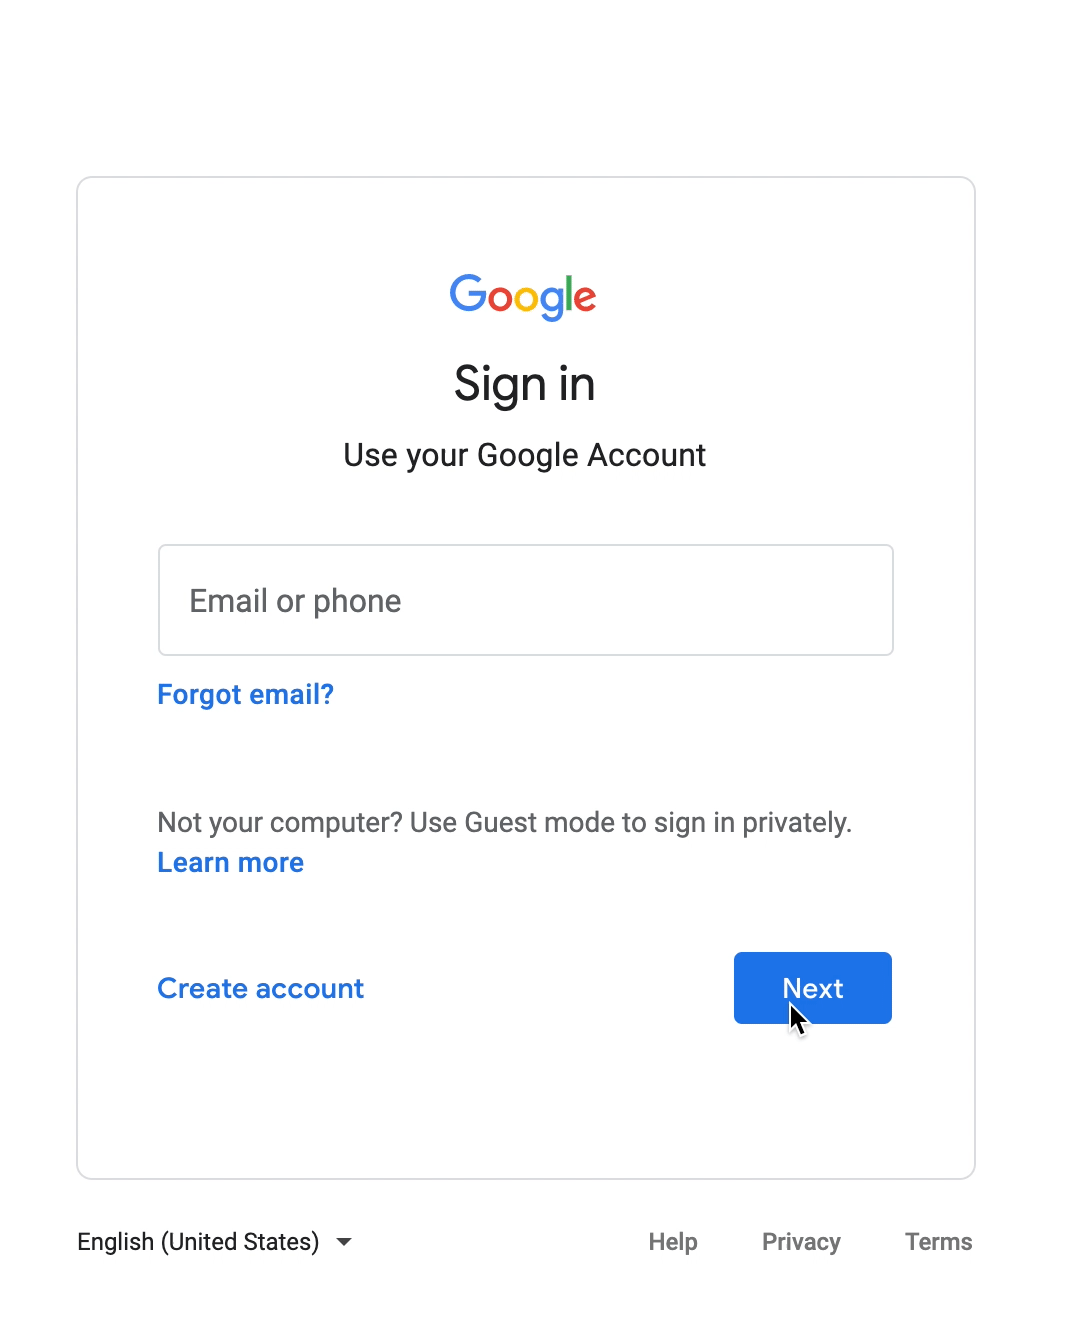 Google
Sign in
Use your Google Account
Email or phone
Forgot email?
Not your computer? Use Guest mode to sign in privately.
Learn more
Create account
Next
English (United States)
Help
Privacy
Terms